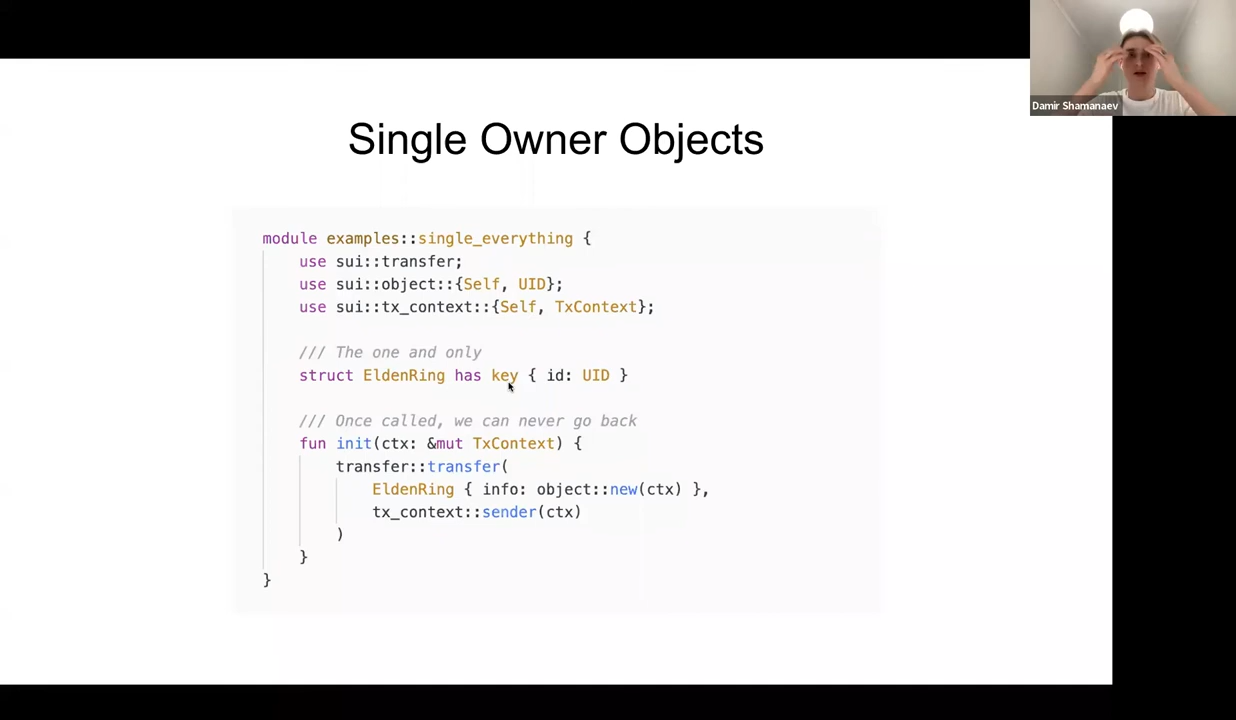 Damir Shamanaev
Single Owner Objects
module examples::single_everything {
    use sui::transfer;
    use sui::object::{Self, UID};
    use sui::tx_context::{Self, TxContext};

    /// The one and only
    struct EldenRing has key { id: UID }

    /// Once called, we can never go back
    fun init(ctx: &mut TxContext) {
        transfer::transfer(
            EldenRing { info: object::new(ctx) },
            tx_context::sender(ctx)
        )
    }
}